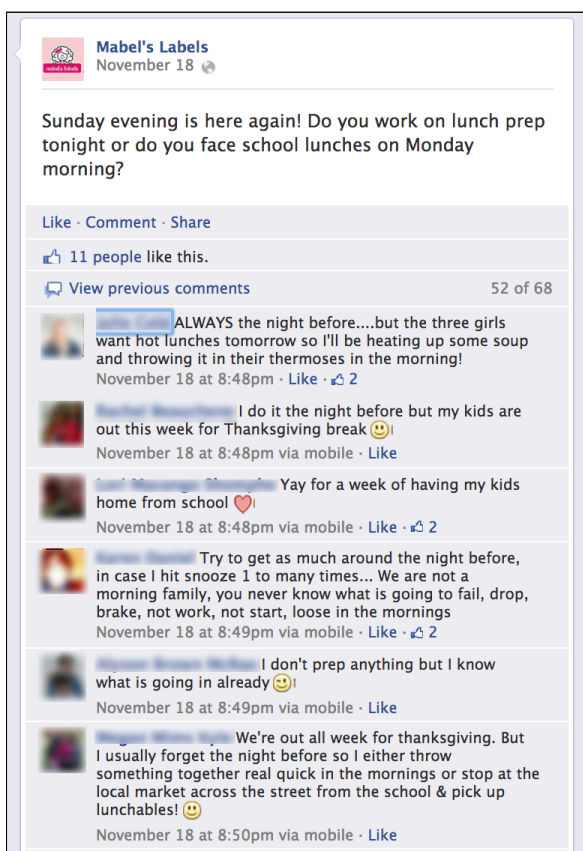 Mabel's Labels
mabel's labels
November 18
Sunday evening is here again! Do you work on lunch prep
tonight or do you face school lunches on Monday
morning?
Like · Comment · Share
11 people like this.
View previous comments
52 of 68
ALWAYS the night before....but the three girls
want hot lunches tomorrow so I'll be heating up some soup
and throwing it in their thermoses in the morning!
November 18 at 8:48pm · Like · 2
I do it the night before but my kids are
out this week for Thanksgiving break
November 18 at 8:48pm via mobile · Like
Yay for a week of having my kids
home from school
November 18 at 8:48pm via mobile · Like · 2
Try to get as much around the night before,
in case I hit snooze 1 to many times... We are not a
morning family, you never know what is going to fail, drop,
brake, not work, not start, loose in the mornings
November 18 at 8:49pm via mobile · Like · 2
I don't prep anything but I know
what is going in already
November 18 at 8:49pm via mobile · Like
We're out all week for thanksgiving. But
I usually forget the night before so I either throw
something together real quick in the mornings or stop at the
local market across the street from the school & pick up
lunchables!
November 18 at 8:50pm via mobile · Like